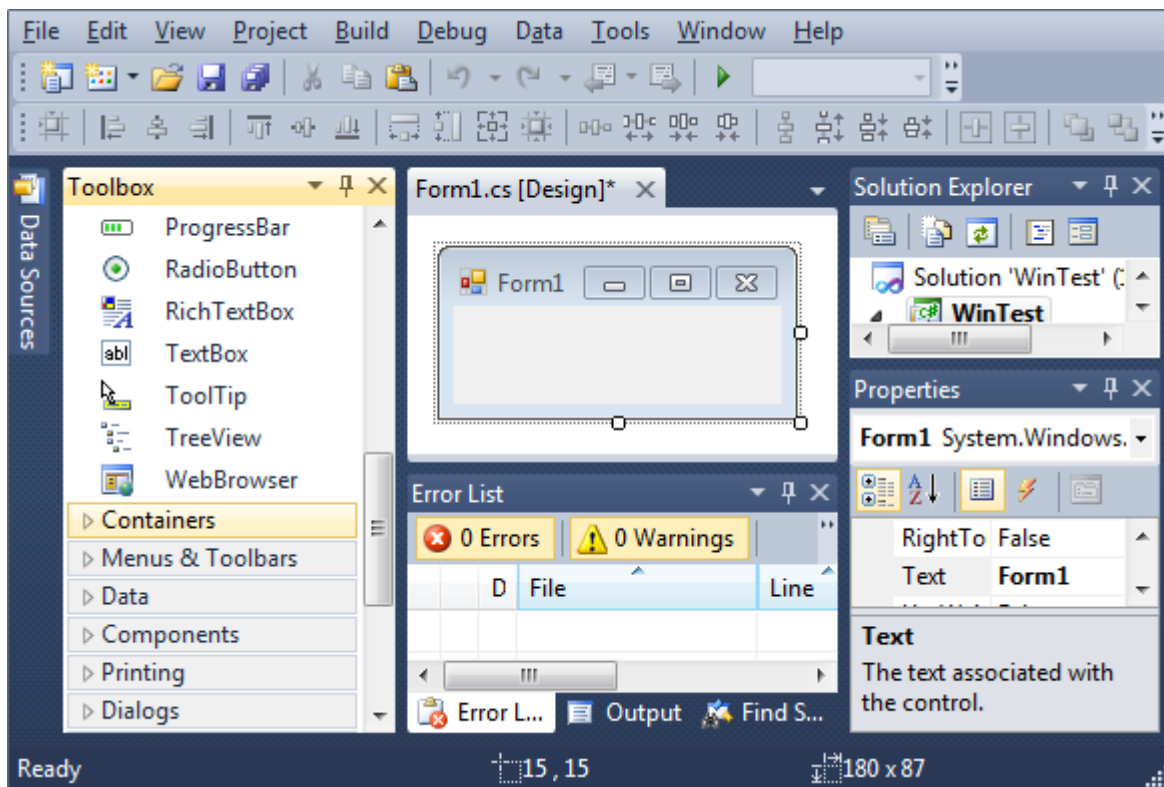 File Edit View Project Build Debug Data Tools Window Help
Data Sources
Toolbox
ProgressBar
RadioButton
RichTextBox
abl TextBox
ToolTip
TreeView
WebBrowser
Containers
Menus & Toolbars
Data
Components
Printing
Dialogs
Form1.cs [Design]*
Form1
Error List
0 Errors 0 Warnings
D File Line
Error L... Output Find S...
Solution Explorer
Solution 'WinTest' (
C# WinTest
Properties
Form1 System.Windows.
RightTo False
Text Form1
Text
The text associated with
the control.
Ready 15 , 15 180 x 87